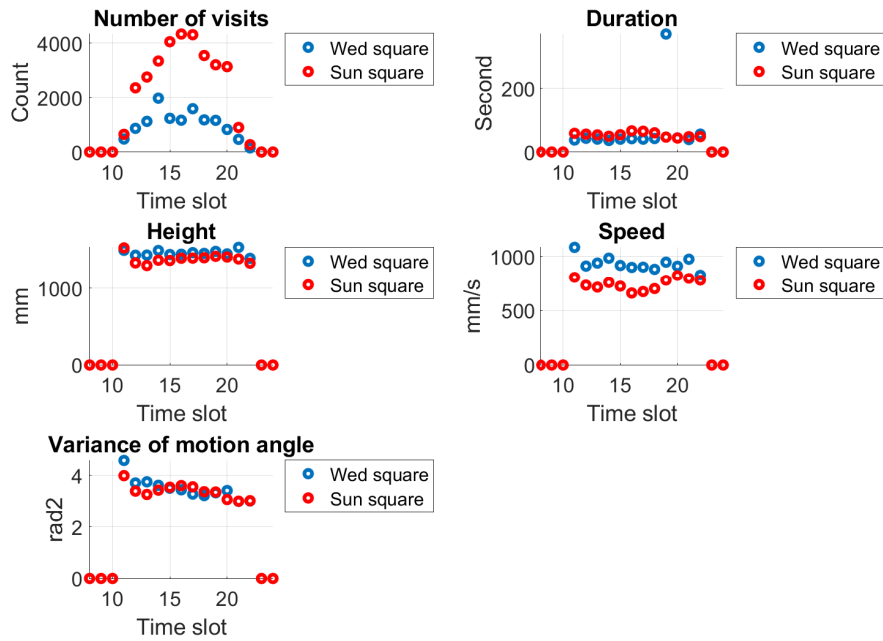 Number of visits
4000
2000
0
Count
10
15
20
Time slot
Wed square
Sun square
Duration
200
0
Second
10
15
20
Time slot
Wed square
Sun square
Height
1000
0
mm
10
15
20
Time slot
Wed square
Sun square
Speed
1000
500
0
mm/s
10
15
20
Time slot
Wed square
Sun square
Variance of motion angle
4
2
0
rad2
10
15
20
Time slot
Wed square
Sun square